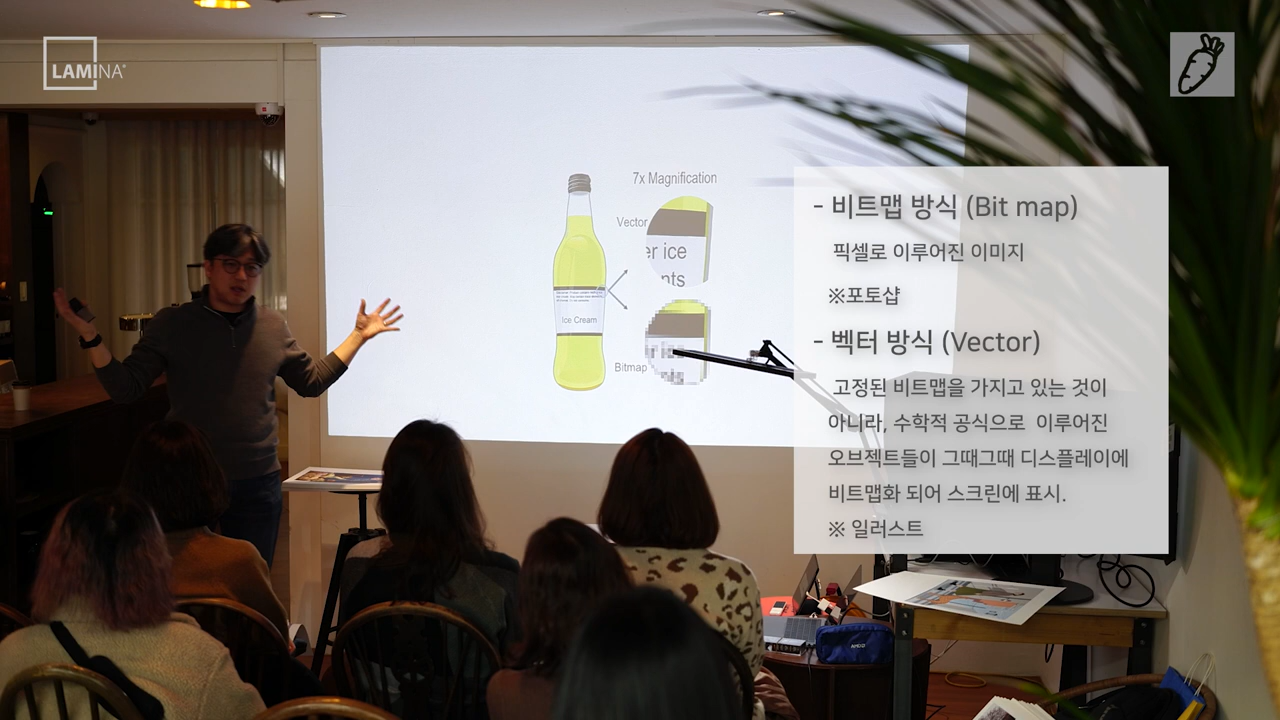 LAMINA
7x Magnification
Vector
er ice
nts
Ice Cream
Bitmap
- 비트맵 방식 (Bit map)
픽셀로 이루어진 이미지
※포토샵
- 벡터 방식 (Vector)
고정된 비트맵을 가지고 있는 것이
아니라, 수학적 공식으로 이루어진
오브젝트들이 그때그때 디스플레이에
비트맵화 되어 스크린에 표시.
※ 일러스트